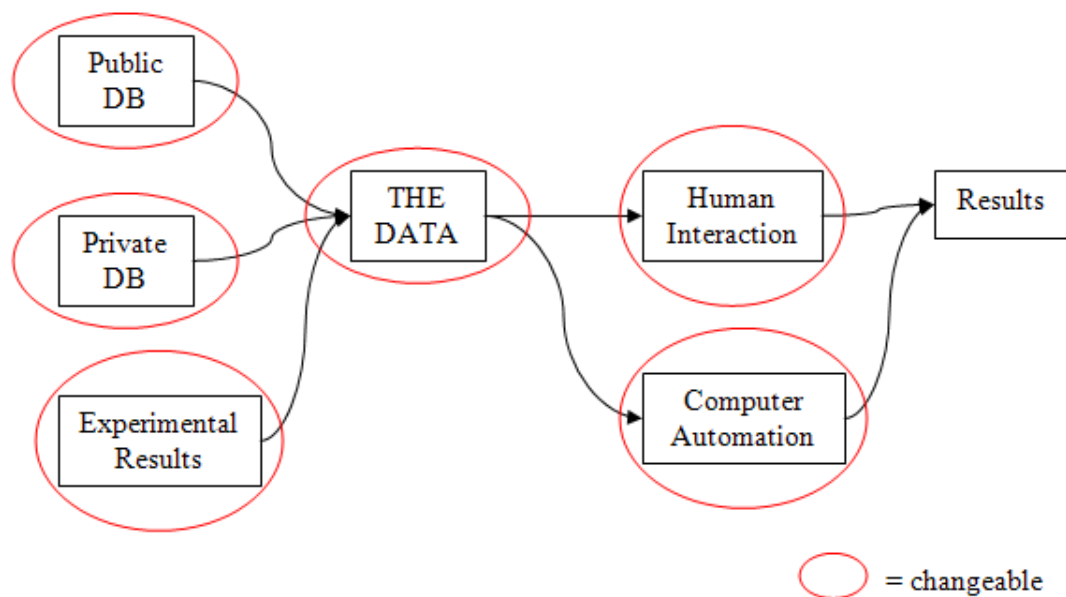 Public
DB
Private
DB
Experimental
Results
THE
DATA
Human
Interaction
Computer
Automation
Results
= changeable